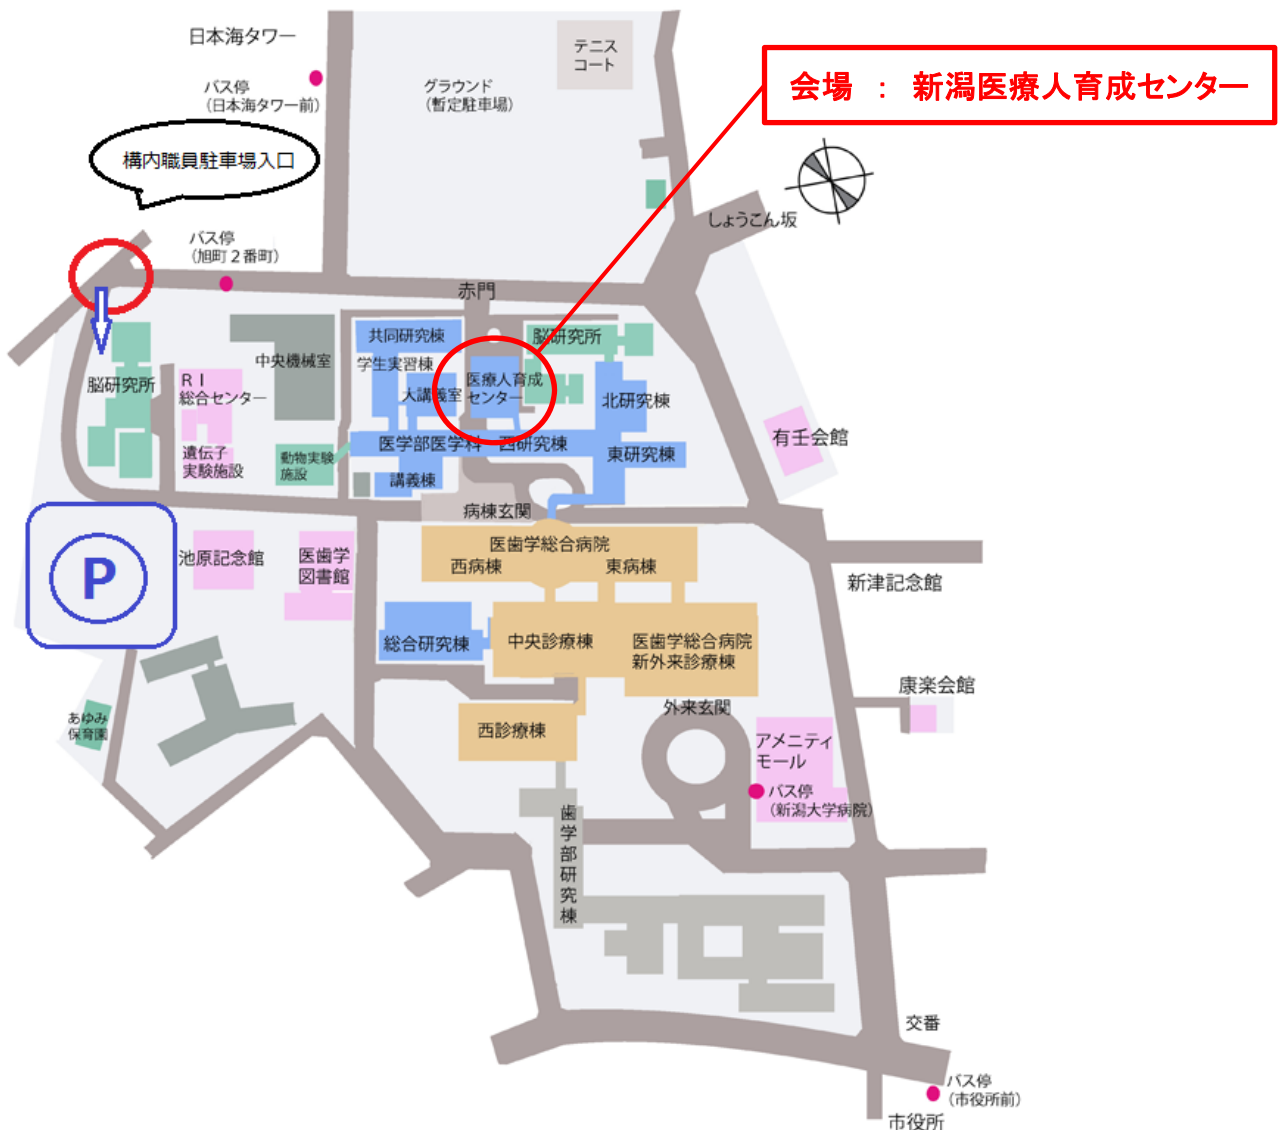 日本海タワー
バス停
（日本海タワー前）
グラウンド
（暫定駐車場）
テニス
コート
会場 ： 新潟医療人育成センター
構内職員駐車場入口
しょうこん坂
バス停
（旭町２番町）
赤門
共同研究棟
学生実習棟
大講義室
医療人育成
センター
脳研究所
中央機械室
脳研究所
ＲＩ
総合センター
北研究棟
有壬会館
遺伝子
実験施設
動物実験
施設
医学部医学科
西研究棟
東研究棟
講義棟
病棟玄関
P
池原記念館
医歯学
図書館
医歯学総合病院
西病棟
東病棟
新津記念館
総合研究棟
中央診療棟
医歯学総合病院
新外来診療棟
康楽会館
あゆみ
保育園
西診療棟
外来玄関
アメニティ
モール
バス停
（新潟大学病院）
歯学部研究棟
交番
バス停
（市役所前）
市役所